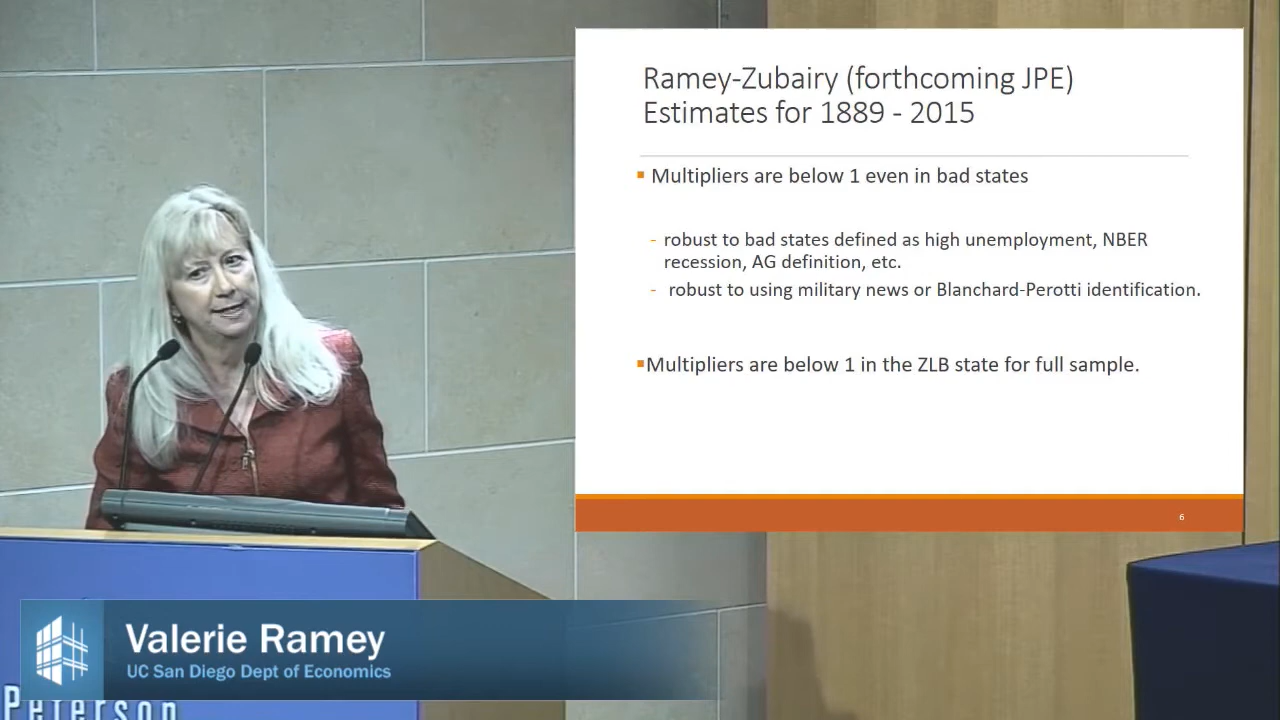 Ramey-Zubairy (forthcoming JPE)
Estimates for 1889 - 2015
▪ Multipliers are below 1 even in bad states
- robust to bad states defined as high unemployment, NBER
recession, AG definition, etc.
- robust to using military news or Blanchard-Perotti identification.
▪Multipliers are below 1 in the ZLB state for full sample.
6
Valerie Ramey
UC San Diego Dept of Economics
Peterson